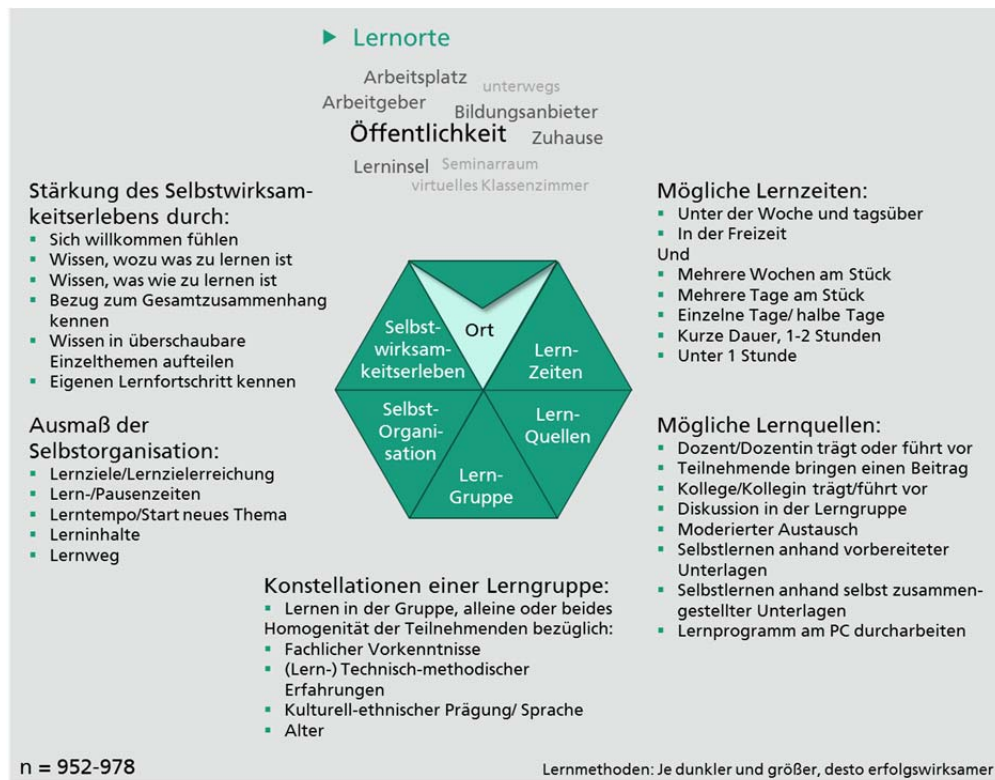 ► Lernorte
Arbeitsplatz
unterwegs
Arbeitgeber
Bildungsanbieter
Öffentlichkeit
Zuhause
Lerninsel
Seminarraum
virtuelles Klassenzimmer
Stärkung des Selbstwirksam-
keitserlebens durch:
▪ Sich willkommen fühlen
▪ Wissen, wozu was zu lernen ist
▪ Wissen, was wie zu lernen ist
▪ Bezug zum Gesamtzusammenhang
kennen
▪ Wissen in überschaubare
Einzelthemen aufteilen
▪ Eigenen Lernfortschritt kennen
Mögliche Lernzeiten:
▪ Unter der Woche und tagsüber
▪ In der Freizeit
Und
▪ Mehrere Wochen am Stück
▪ Mehrere Tage am Stück
▪ Einzelne Tage/ halbe Tage
▪ Kurze Dauer, 1-2 Stunden
▪ Unter 1 Stunde
Ort
Selbst-
wirksam-
keitserleben
Lern-
Zeiten
Selbst-
Organi-
sation
Lern-
Quellen
Lern-
Gruppe
Ausmaß der
Selbstorganisation:
▪ Lernziele/Lernzielerreichung
▪ Lern-/Pausenzeiten
▪ Lerntempo/Start neues Thema
▪ Lerninhalte
▪ Lernweg
Mögliche Lernquellen:
▪ Dozent/Dozentin trägt oder führt vor
▪ Teilnehmende bringen einen Beitrag
▪ Kollege/Kollegin trägt/führt vor
▪ Diskussion in der Lerngruppe
▪ Moderierter Austausch
▪ Selbstlernen anhand vorbereiteter
Unterlagen
▪ Selbstlernen anhand selbst zusammen-
gestellter Unterlagen
▪ Lernprogramm am PC durcharbeiten
Konstellationen einer Lerngruppe:
▪ Lernen in der Gruppe, alleine oder beides
Homogenität der Teilnehmenden bezüglich:
▪ Fachlicher Vorkenntnisse
▪ (Lern-) Technisch-methodischer
Erfahrungen
▪ Kulturell-ethnischer Prägung/ Sprache
▪ Alter
n = 952-978
Lernmethoden: Je dunkler und größer, desto erfolgswirksamer